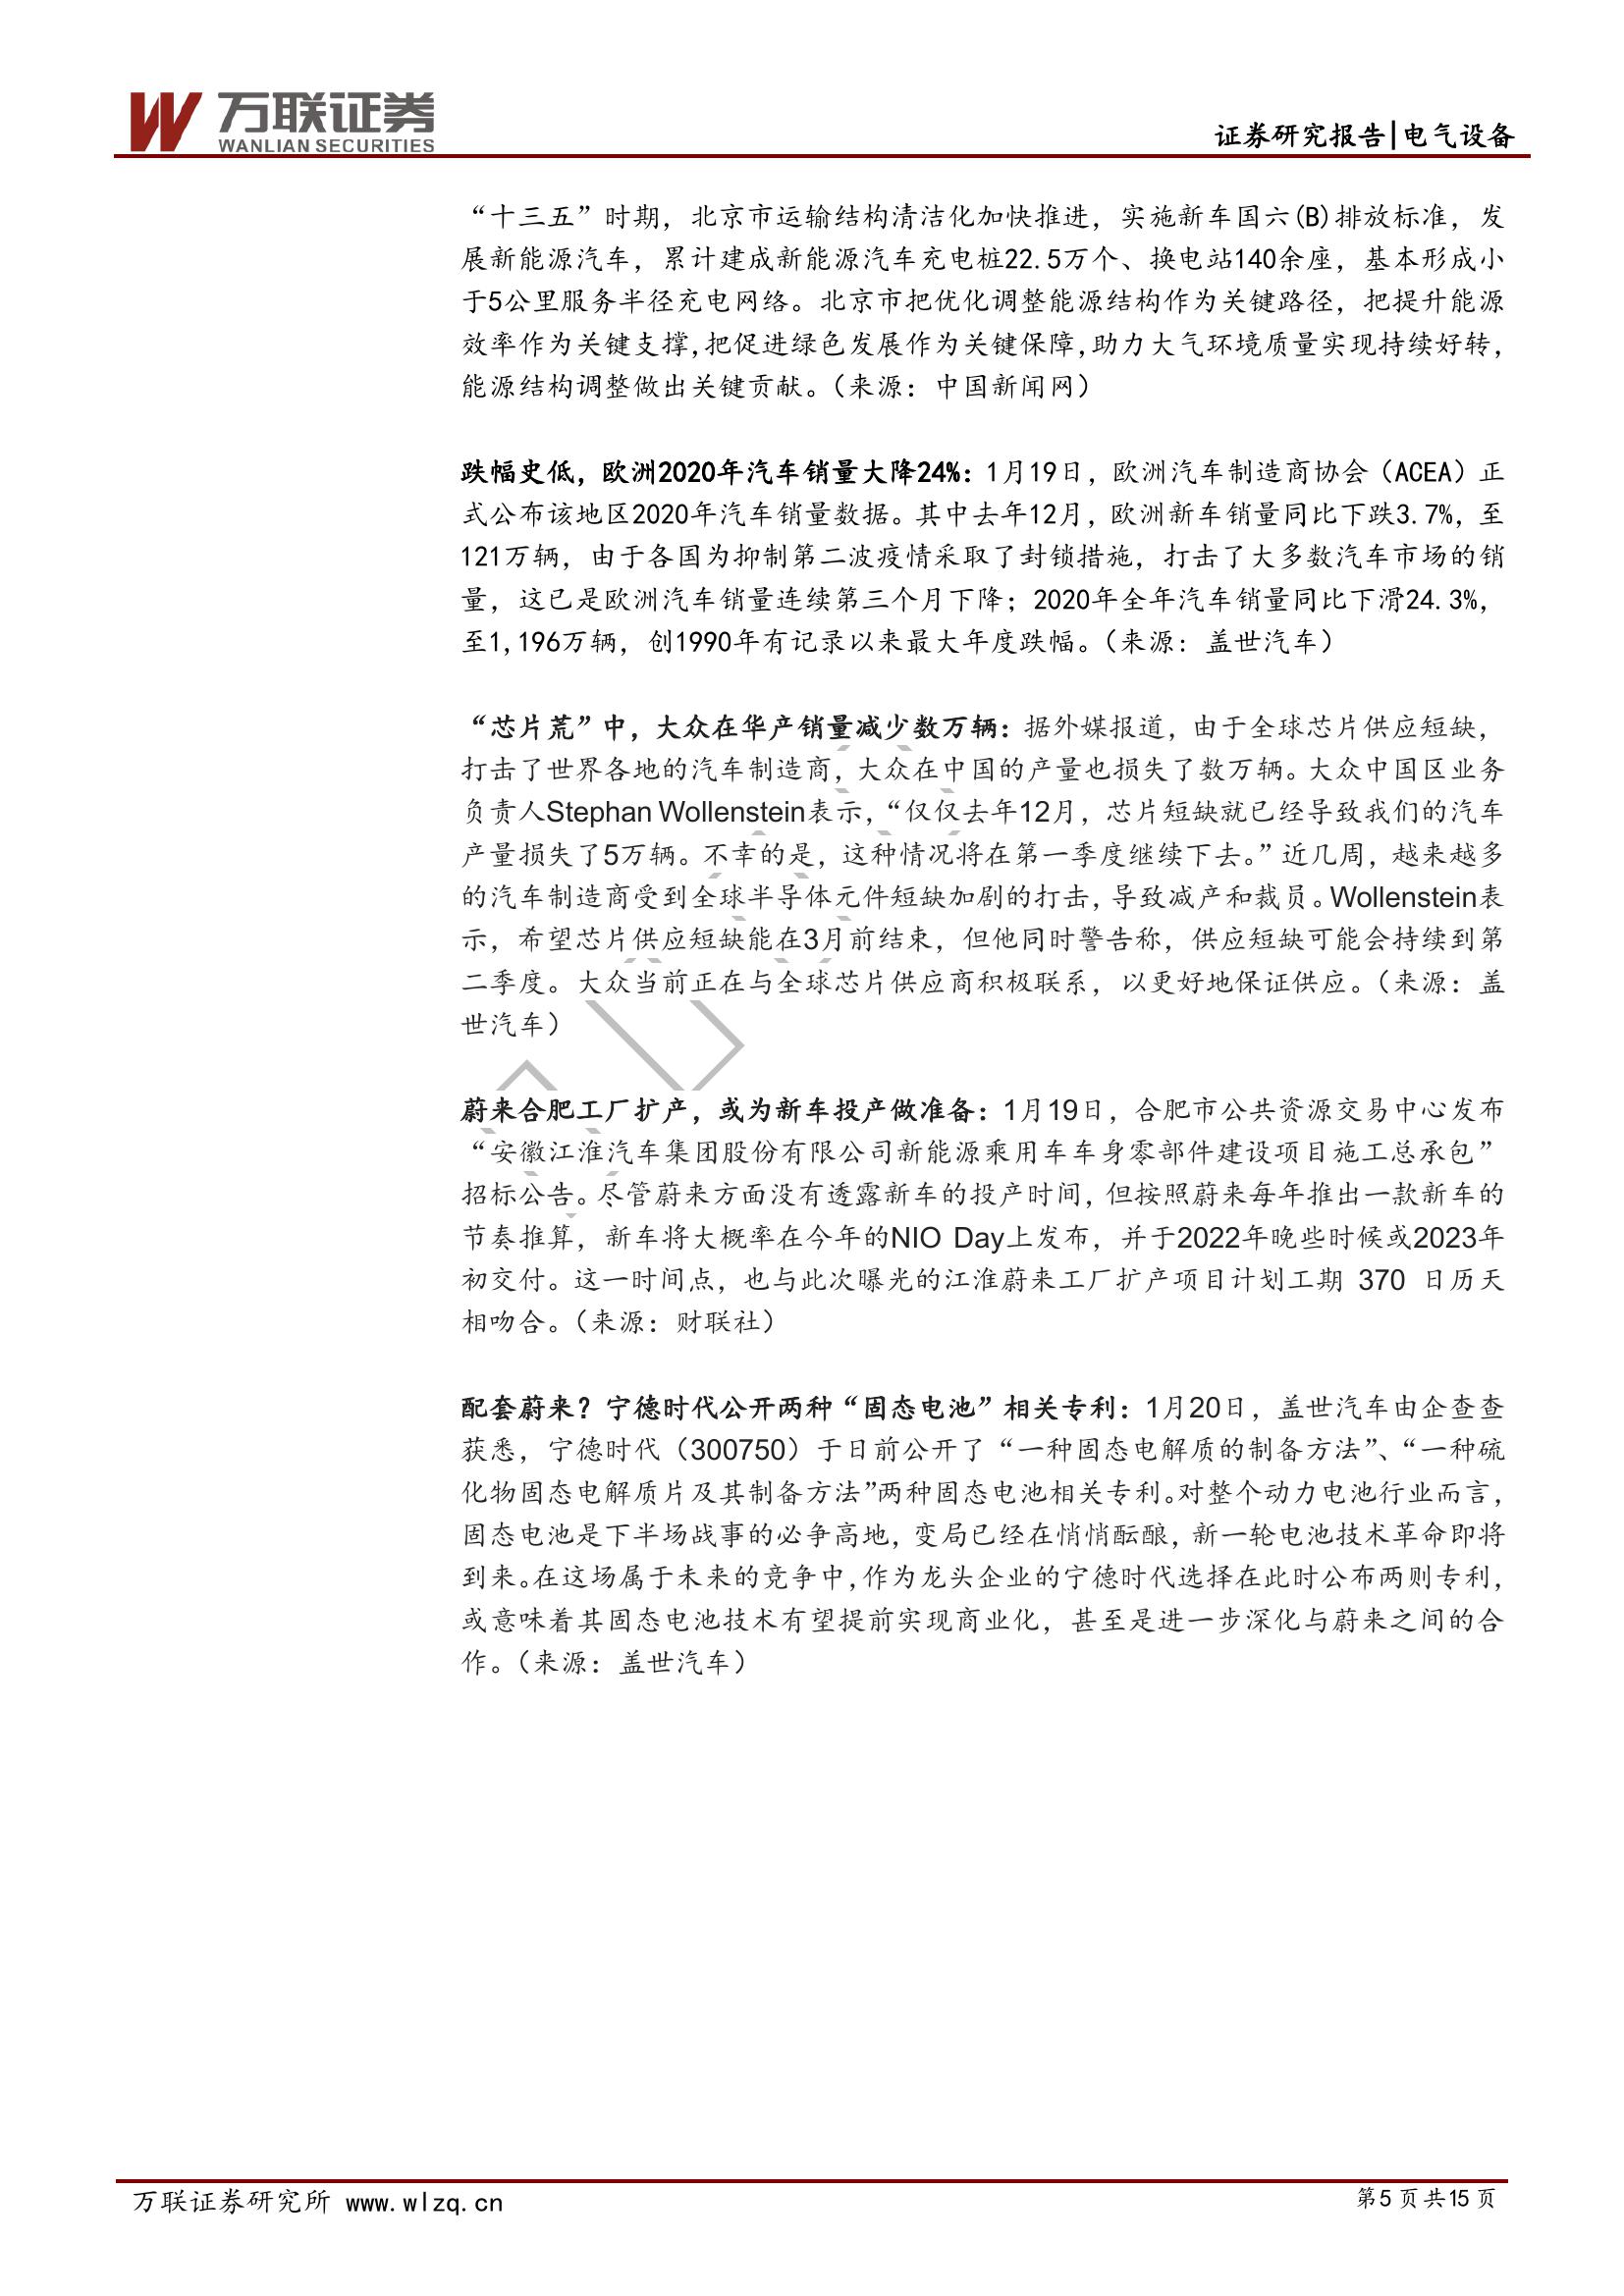 万联证券
WANLIAN SECURITIES
证券研究报告|电气设备
“十三五”时期，北京市运输结构清洁化加快推进，实施新车国六(B)排放标准，发
展新能源汽车，累计建成新能源汽车充电桩22.5万个、换电站140余座，基本形成小
于5公里服务半径充电网络。北京市把优化调整能源结构作为关键路径，把提升能源
效率作为关键支撑,把促进绿色发展作为关键保障,助力大气环境质量实现持续好转，
能源结构调整做出关键贡献。（来源：中国新闻网）
跌幅史低，欧洲2020年汽车销量大降24%：1月19日，欧洲汽车制造商协会（ACEA）正
式公布该地区2020年汽车销量数据。其中去年12月，欧洲新车销量同比下跌3.7%，至
121万辆，由于各国为抑制第二波疫情采取了封锁措施，打击了大多数汽车市场的销
量，这已是欧洲汽车销量连续第三个月下降；2020年全年汽车销量同比下滑24.3%，
至1,196万辆，创1990年有记录以来最大年度跌幅。（来源：盖世汽车）
“芯片荒”中，大众在华产销量减少数万辆：据外媒报道，由于全球芯片供应短缺，
打击了世界各地的汽车制造商，大众在中国的产量也损失了数万辆。大众中国区业务
负责人Stephan Wollenstein表示，“仅仅去年12月，芯片短缺就已经导致我们的汽车
产量损失了5万辆。不幸的是，这种情况将在第一季度继续下去。”近几周，越来越多
的汽车制造商受到全球半导体元件短缺加剧的打击，导致减产和裁员。Wollenstein表
示，希望芯片供应短缺能在3月前结束，但他同时警告称，供应短缺可能会持续到第
二季度。大众当前正在与全球芯片供应商积极联系，以更好地保证供应。（来源：盖
世汽车）
蔚来合肥工厂扩产，或为新车投产做准备：1月19日，合肥市公共资源交易中心发布
“安徽江淮汽车集团股份有限公司新能源乘用车车身零部件建设项目施工总承包”
招标公告。尽管蔚来方面没有透露新车的投产时间，但按照蔚来每年推出一款新车的
节奏推算，新车将大概率在今年的NIO Day上发布，并于2022年晚些时候或2023年
初交付。这一时间点，也与此次曝光的江淮蔚来工厂扩产项目计划工期 370 日历天
相吻合。（来源：财联社）
配套蔚来？宁德时代公开两种“固态电池”相关专利：1月20日，盖世汽车由企查查
获悉，宁德时代（300750）于日前公开了“一种固态电解质的制备方法”、“一种硫
化物固态电解质片及其制备方法”两种固态电池相关专利。对整个动力电池行业而言，
固态电池是下半场战事的必争高地，变局已经在悄悄酝酿，新一轮电池技术革命即将
到来。在这场属于未来的竞争中，作为龙头企业的宁德时代选择在此时公布两则专利，
或意味着其固态电池技术有望提前实现商业化，甚至是进一步深化与蔚来之间的合
作。（来源：盖世汽车）
万联证券研究所 www.wlzq.cn
第5页共15页